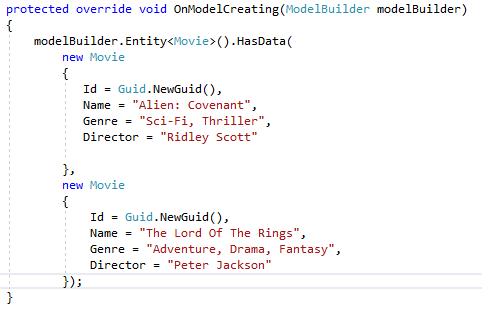 protected override void OnModelCreating(ModelBuilder modelBuilder)
{
    modelBuilder.Entity<Movie>().HasData(
        new Movie
        {
           Id = Guid.NewGuid(),
           Name = "Alien: Covenant",
           Genre = "Sci-Fi, Thriller",
           Director = "Ridley Scott"
        },
        new Movie
        {
            Id = Guid.NewGuid(),
            Name = "The Lord Of The Rings",
            Genre = "Adventure, Drama, Fantasy",
            Director = "Peter Jackson"
        });
}